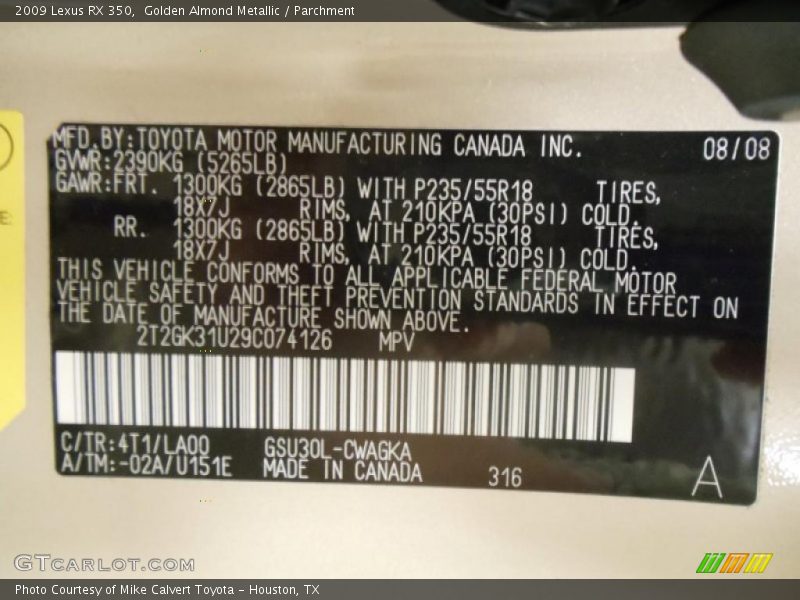 2009 Lexus RX 350,  Golden Almond Metallic / Parchment
MFD.BY:TOYOTA MOTOR MANUFACTURING CANADA INC. 08/08
GVWR:2390KG (5265LB)
GAWR:FRT. 1300KG (2865LB) WITH P235/55R18 TIRES,
18X7J RIMS, AT 210KPA (30PSI) COLD.
RR. 1300KG (2865LB) WITH P235/55R18 TIRES,
18X7J RIMS, AT 210KPA (30PSI) COLD.
THIS VEHICLE CONFORMS TO ALL APPLICABLE FEDERAL MOTOR
VEHICLE SAFETY AND THEFT PREVENTION STANDARDS IN EFFECT ON
THE DATE OF MANUFACTURE SHOWN ABOVE.
2T2GK31U29C074126 MPV
C/TR:4T1/LA00 GSU30L-CWAGKA
A/TM:-02A/U151E MADE IN CANADA 316 A
GTCARLOT.COM
Photo Courtesy of Mike Calvert Toyota - Houston, TX